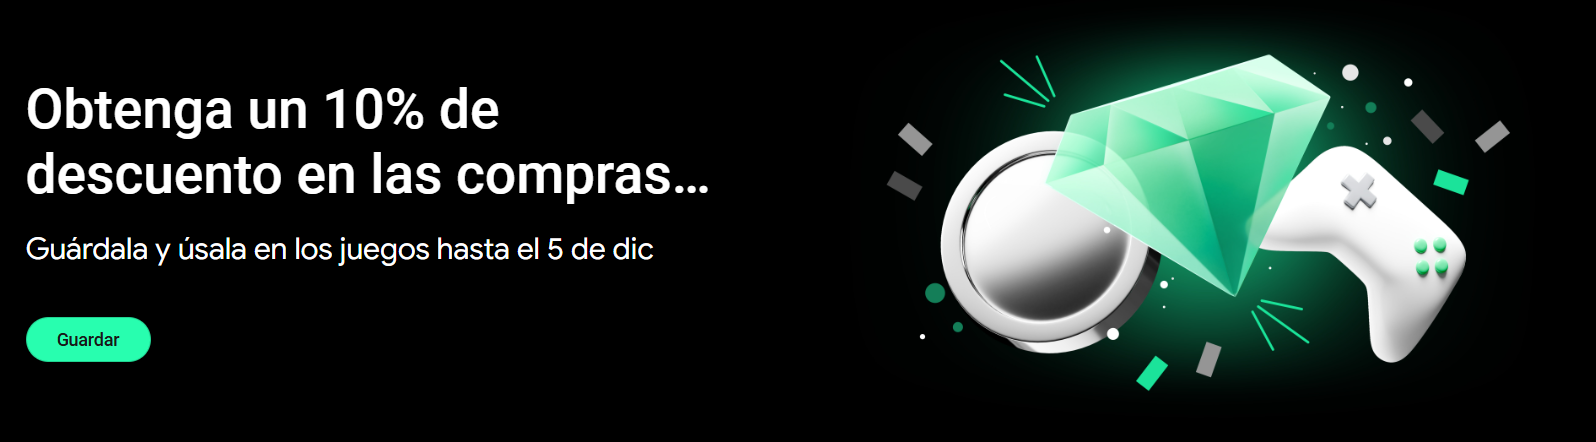 Obtenga un 10% de
descuento en las compras…
Guárdala y úsala en los juegos hasta el 5 de dic
Guardar